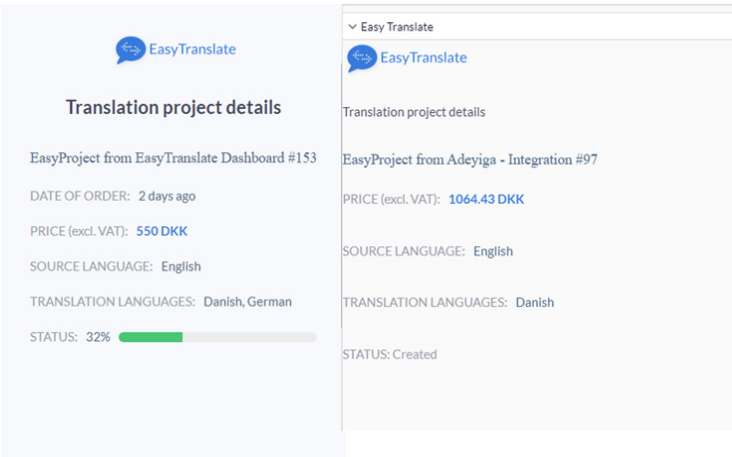 EasyTranslate
Translation project details
EasyProject from EasyTranslate Dashboard #153
DATE OF ORDER: 2 days ago
PRICE (excl. VAT): 550 DKK
SOURCE LANGUAGE: English
TRANSLATION LANGUAGES: Danish, German
STATUS: 32%
Easy Translate
EasyTranslate
Translation project details
EasyProject from Adeyiga - Integration #97
PRICE (excl. VAT): 1064.43 DKK
SOURCE LANGUAGE: English
TRANSLATION LANGUAGES: Danish
STATUS: Created